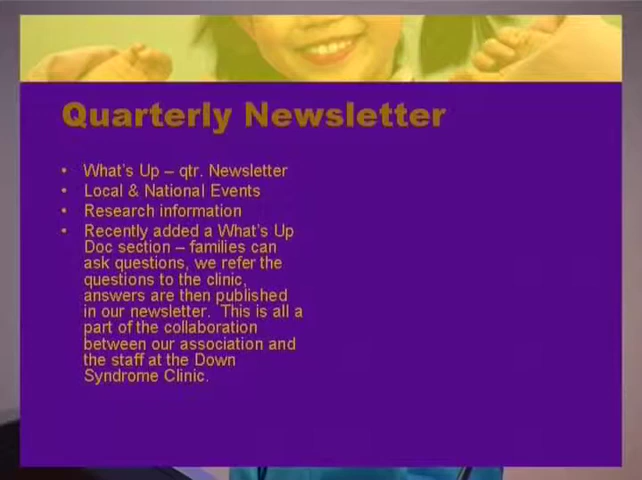 Quarterly Newsletter
• What's Up – qtr. Newsletter
• Local & National Events
• Research information
• Recently added a What's Up
Doc section – families can
ask questions, we refer the
questions to the clinic,
answers are then published
in our newsletter. This is all a
part of the collaboration
between our association and
the staff at the Down
Syndrome Clinic.